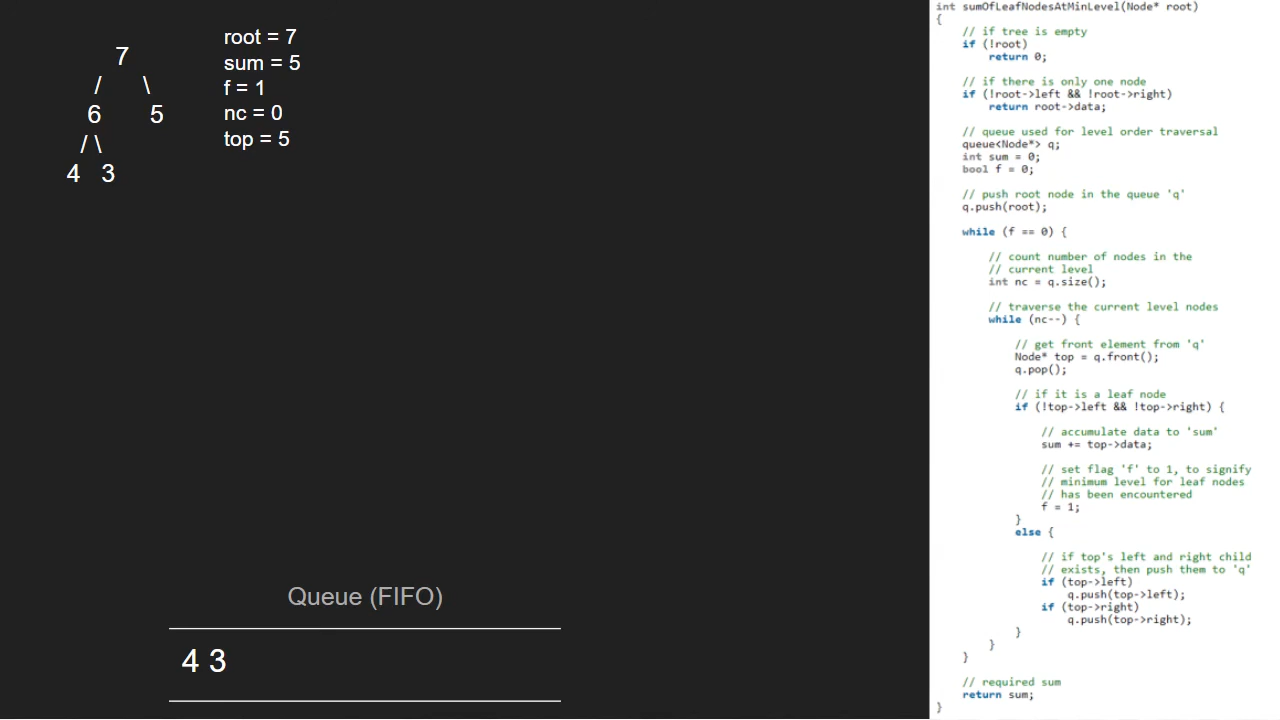 7
/ \
6 5
/ \
4 3
root = 7
sum = 5
f = 1
nc = 0
top = 5
Queue (FIFO)
4 3
int sumOfLeafNodesAtMinLevel(Node* root)
{
// if tree is empty
if (!root)
return 0;
// if there is only one node
if (!root->left && !root->right)
return root->data;
// queue used for level order traversal
queue<Node*> q;
int sum = 0;
bool f = 0;
// push root node in the queue 'q'
q.push(root);
while (f == 0) {
// count number of nodes in the
// current level
int nc = q.size();
// traverse the current level nodes
while (nc--) {
// get front element from 'q'
Node* top = q.front();
q.pop();
// if it is a leaf node
if (!top->left && !top->right) {
// accumulate data to 'sum'
sum += top->data;
// set flag 'f' to 1, to signify
// minimum level for leaf nodes
// has been encountered
f = 1;
}
else {
// if top's left and right child
// exists, then push them to 'q'
if (top->left)
q.push(top->left);
if (top->right)
q.push(top->right);
}
}
}
// required sum
return sum;
}